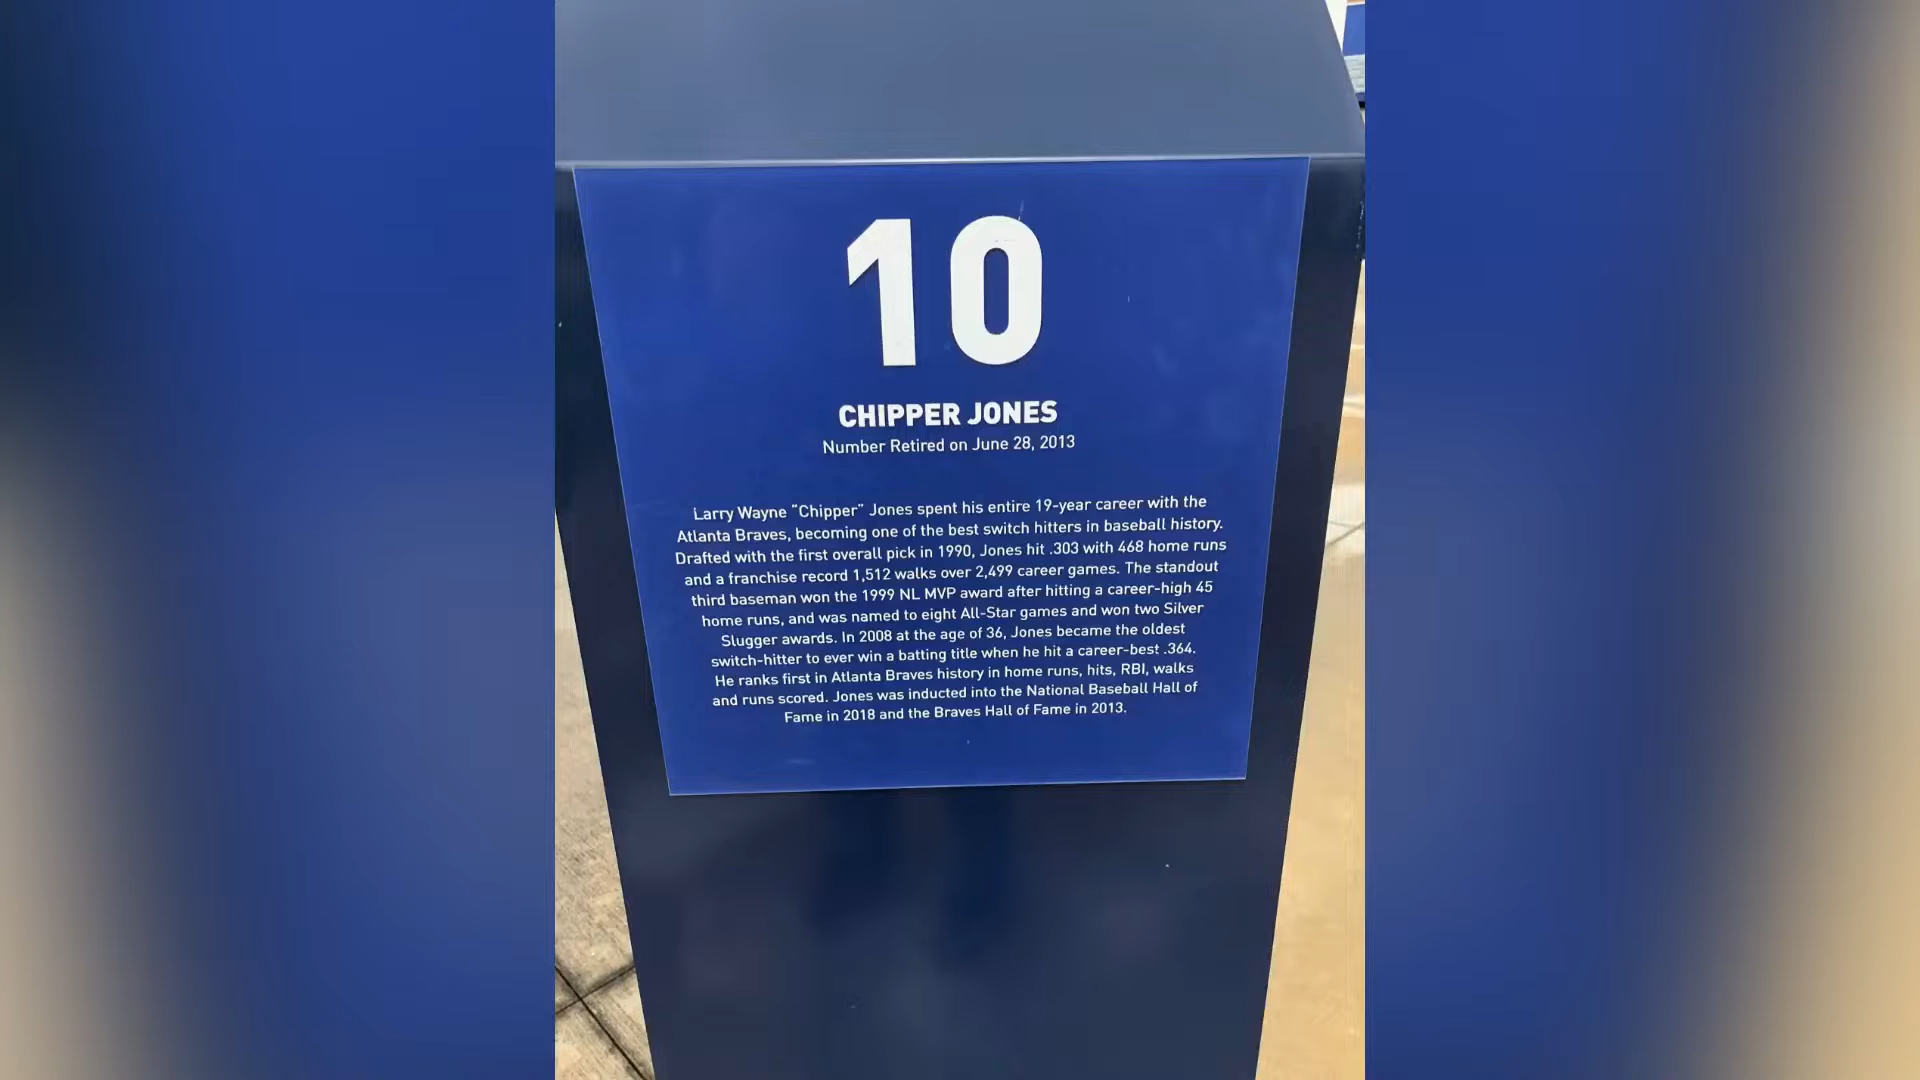 10
CHIPPER JONES
Number Retired on June 28, 2013
Larry Wayne “Chipper” Jones spent his entire 19-year career with the
Atlanta Braves, becoming one of the best switch hitters in baseball history.
Drafted with the first overall pick in 1990, Jones hit .303 with 468 home runs
and a franchise record 1,512 walks over 2,499 career games. The standout
third baseman won the 1999 NL MVP award after hitting a career-high 45
home runs, and was named to eight All-Star games and won two Silver
Slugger awards. In 2008 at the age of 36, Jones became the oldest
switch-hitter to ever win a batting title when he hit a career-best .364.
He ranks first in Atlanta Braves history in home runs, hits, RBI, walks
and runs scored. Jones was inducted into the National Baseball Hall of
Fame in 2018 and the Braves Hall of Fame in 2013.